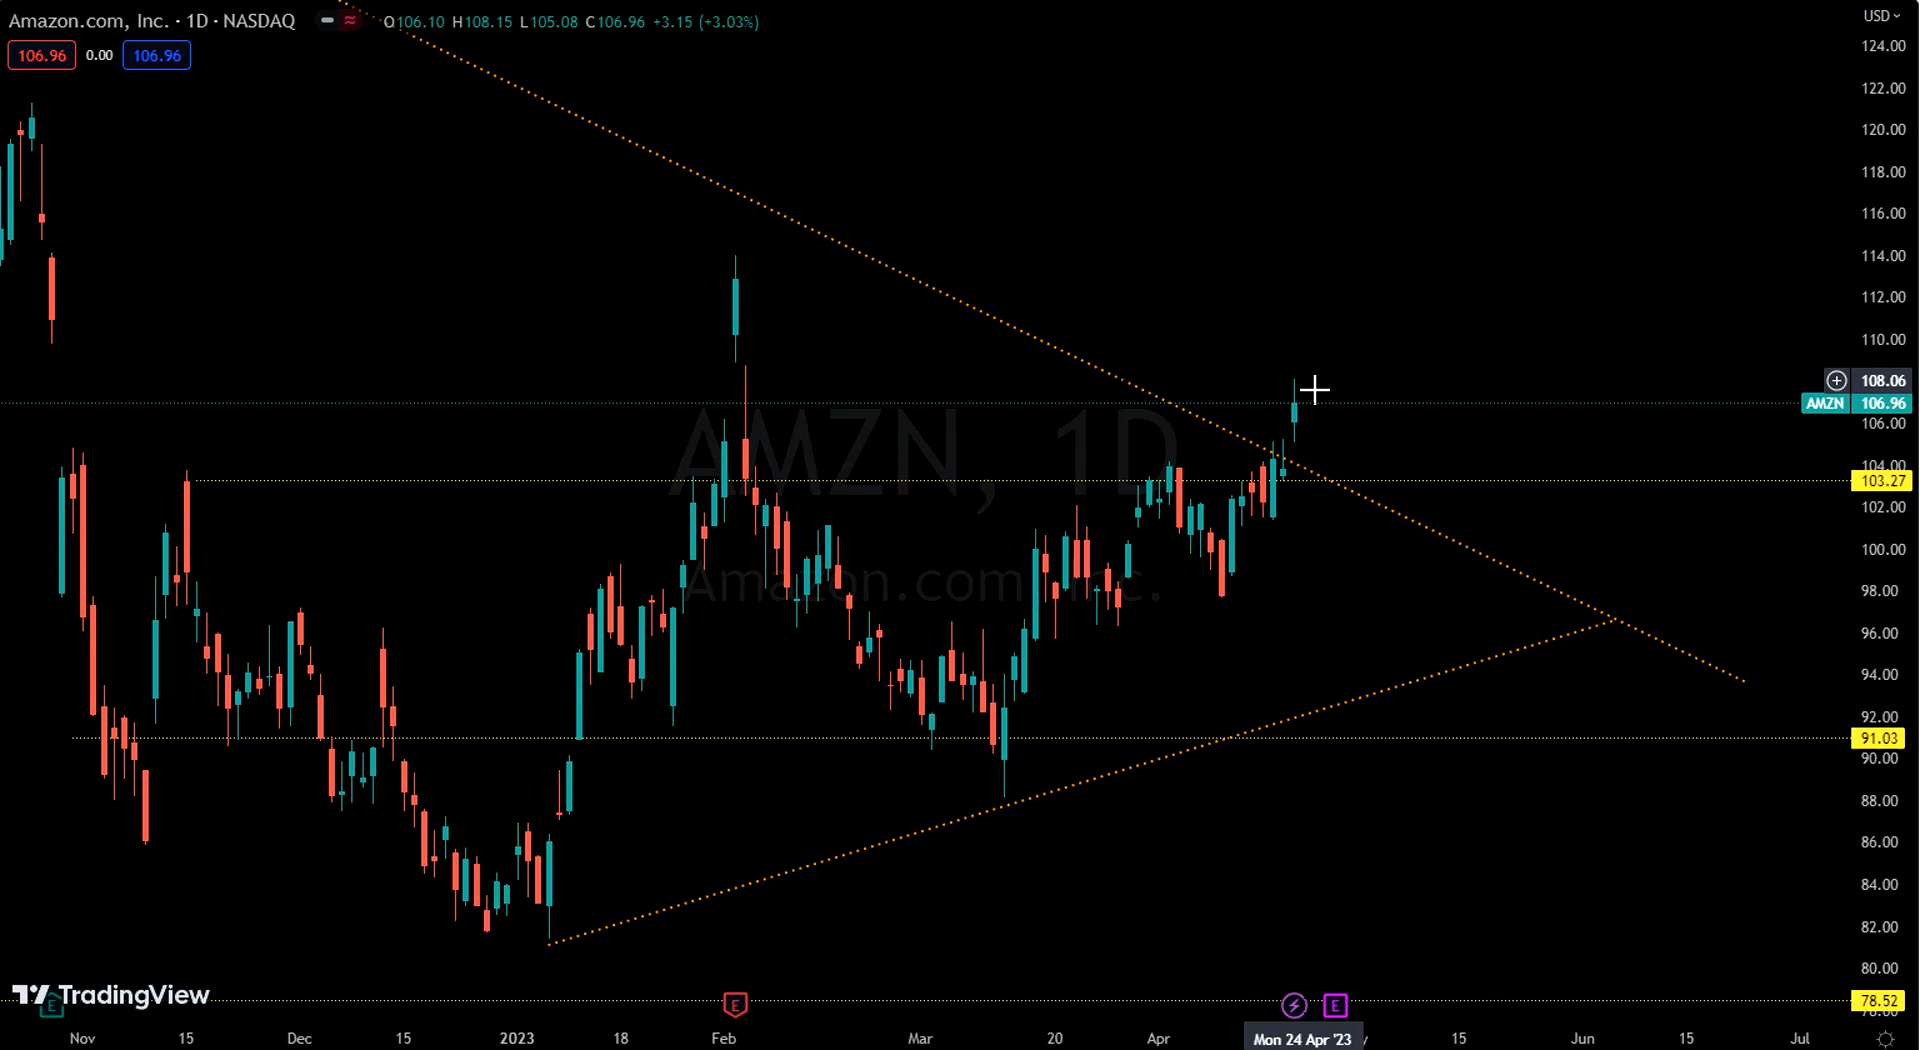 Amazon.com, Inc. · 1D · NASDAQ O106.10 H108.15 L105.08 C106.96 +3.15 (+3.03%)
106.96 0.00 106.96
USD
124.00
122.00
120.00
118.00
116.00
114.00
112.00
110.00
108.06
AMZN 106.96
106.00
104.00
103.27
102.00
100.00
98.00
96.00
94.00
92.00
91.03
90.00
88.00
86.00
84.00
82.00
80.00
78.52
AMZN, 1D
Amazon.com Inc.
TradingView
E E E
Nov 15 Dec 15 2023 18 Feb Mar 20 Apr Mon 24 Apr '23 15 Jun 15 Jul